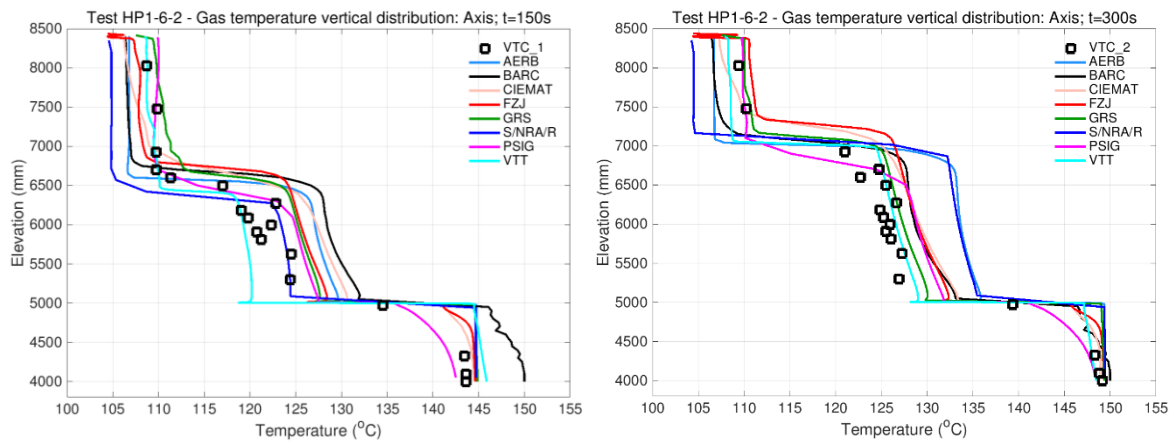 Test HP1-6-2 - Gas temperature vertical distribution: Axis; t=150s
8500
8000
7500
7000
6500
6000
5500
5000
4500
4000
Elevation (mm)
VTC_1
AERB
BARC
CIEMAT
FZJ
GRS
S/NRA/R
PSIG
VTT
100 105 110 115 120 125 130 135 140 145 150 155
Temperature (°C)
Test HP1-6-2 - Gas temperature vertical distribution: Axis; t=300s
8500
8000
7500
7000
6500
6000
5500
5000
4500
4000
Elevation (mm)
VTC_2
AERB
BARC
CIEMAT
FZJ
GRS
S/NRA/R
PSIG
VTT
100 105 110 115 120 125 130 135 140 145 150 155
Temperature (°C)